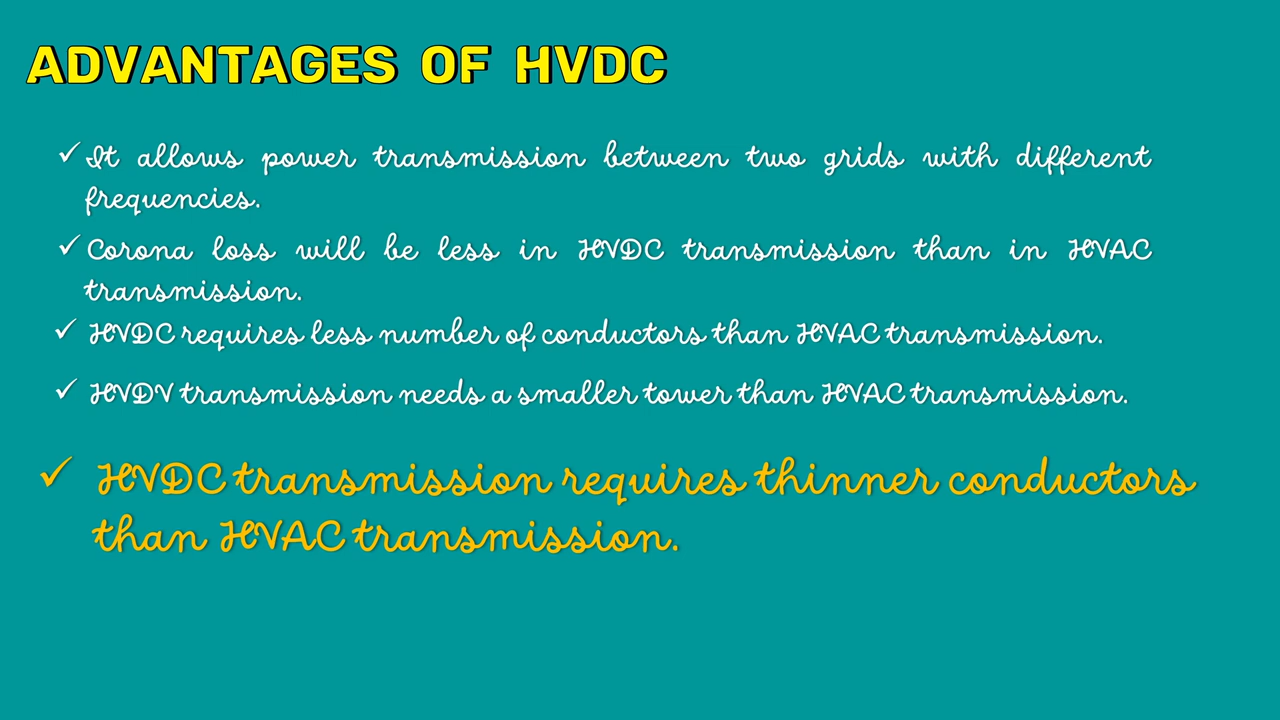 ADVANTAGES OF HVDC
✓ It allows power transmission between two grids with different
frequencies.
✓ Corona loss will be less in HVDC transmission than in HVAC
transmission.
✓ HVDC requires less number of conductors than HVAC transmission.
✓ HVDV transmission needs a smaller tower than HVAC transmission.
✓ HVDC transmission requires thinner conductors
than HVAC transmission.